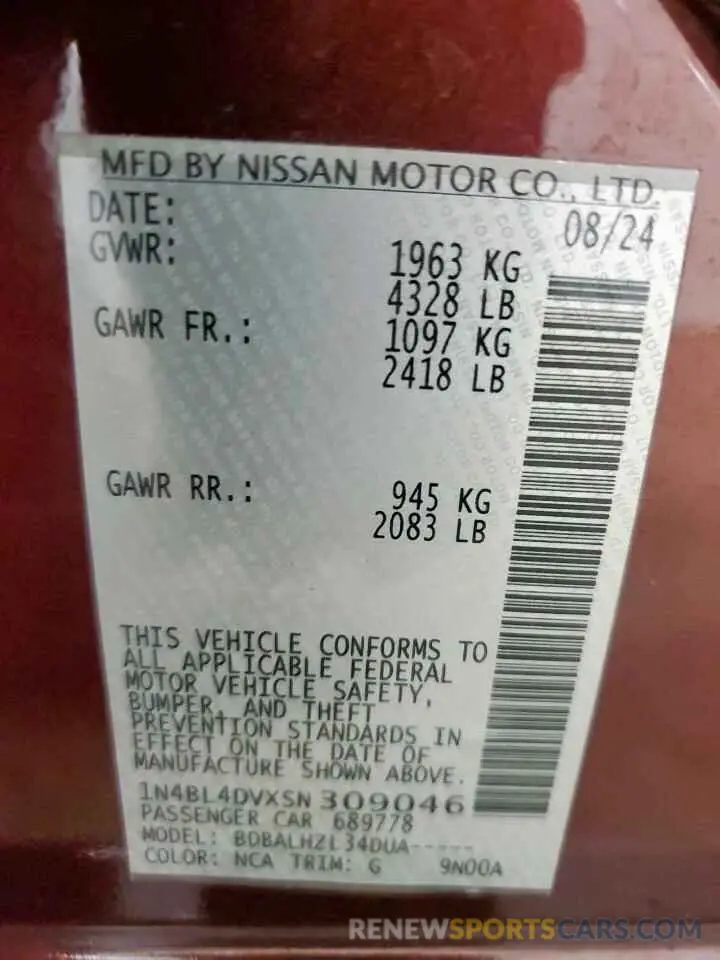 MFD BY NISSAN MOTOR CO., LTD.
DATE: 08/24
GVWR: 1963 KG
4328 LB
GAWR FR.: 1097 KG
2418 LB
GAWR RR.: 945 KG
2083 LB
THIS VEHICLE CONFORMS TO
ALL APPLICABLE FEDERAL
MOTOR VEHICLE SAFETY,
BUMPER, AND THEFT
PREVENTION STANDARDS IN
EFFECT ON THE DATE OF
MANUFACTURE SHOWN ABOVE.
1N4BL4DVXSN309046
PASSENGER CAR 689778
MODEL: BDBALHZL34DUA-----
COLOR: NCA TRIM: G 9N00A
RENEWSPORTSCARS.COM